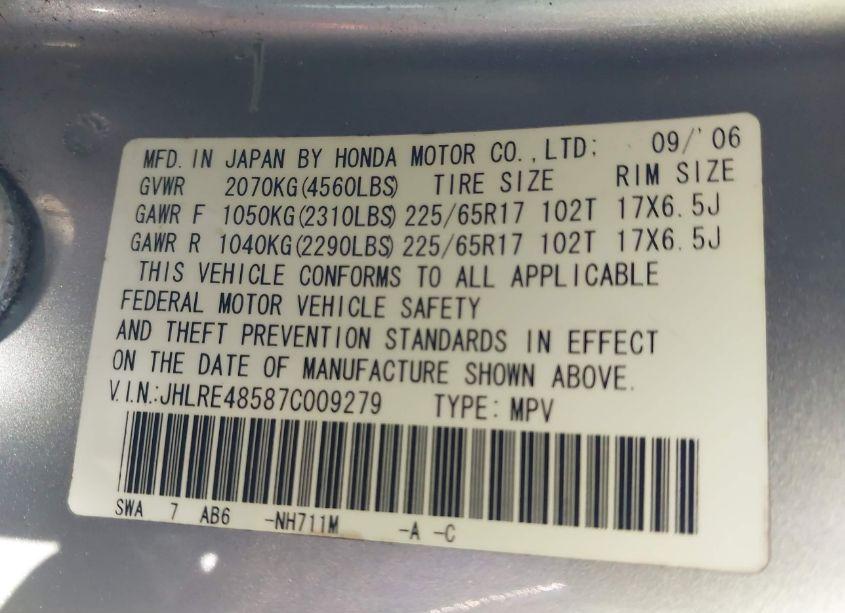 MFD. IN JAPAN BY HONDA MOTOR CO., LTD: 09/'06
GVWR 2070KG(4560LBS) TIRE SIZE RIM SIZE
GAWR F 1050KG(2310LBS) 225/65R17 102T 17X6.5J
GAWR R 1040KG(2290LBS) 225/65R17 102T 17X6.5J
THIS VEHICLE CONFORMS TO ALL APPLICABLE
FEDERAL MOTOR VEHICLE SAFETY
AND THEFT PREVENTION STANDARDS IN EFFECT
ON THE DATE OF MANUFACTURE SHOWN ABOVE.
V.I.N.:JHLRE48587C009279 TYPE: MPV
SWA 7 AB6 -NH711M -A -C